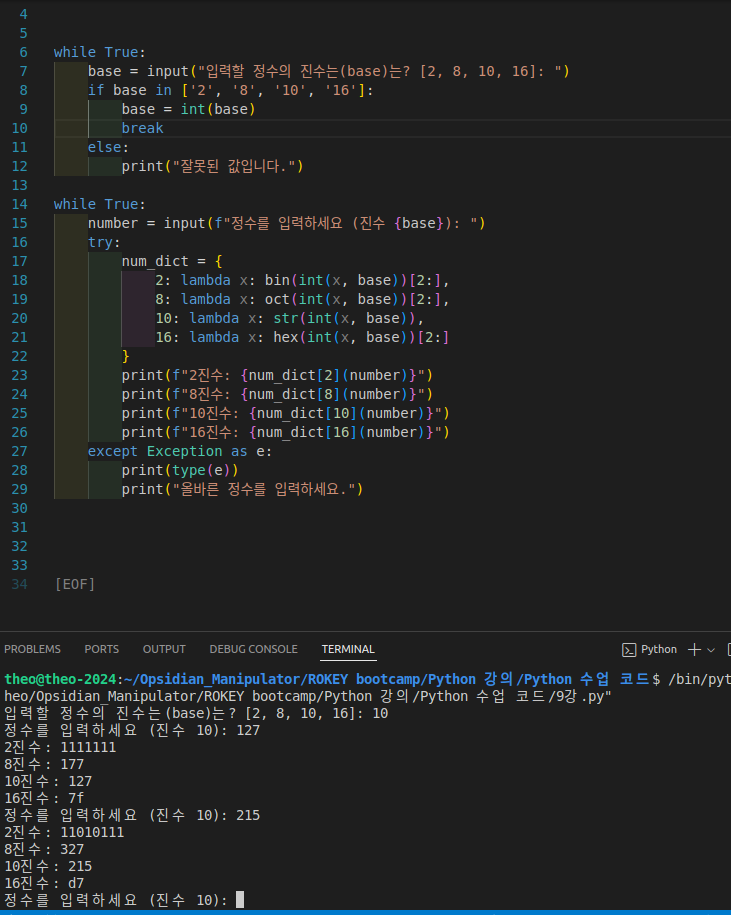 4
5
6 while True:
7 base = input("입력할 정수의 진수는(base)는? [2, 8, 10, 16]: ")
8 if base in ['2', '8', '10', '16']:
9 base = int(base)
10 break
11 else:
12 print("잘못된 값입니다.")
13
14 while True:
15 number = input(f"정수를 입력하세요 (진수 {base}): ")
16 try:
17 num_dict = {
18 2: lambda x: bin(int(x, base))[2:],
19 8: lambda x: oct(int(x, base))[2:],
20 10: lambda x: str(int(x, base)),
21 16: lambda x: hex(int(x, base))[2:]
22 }
23 print(f"2진수: {num_dict[2](number)}")
24 print(f"8진수: {num_dict[8](number)}")
25 print(f"10진수: {num_dict[10](number)}")
26 print(f"16진수: {num_dict[16](number)}")
27 except Exception as e:
28 print(type(e))
29 print("올바른 정수를 입력하세요.")
30
31
32
33
34 [EOF]
PROBLEMS PORTS OUTPUT DEBUG CONSOLE TERMINAL Python
theo@theo-2024:~/Opsidian_Manipulator/ROKEY bootcamp/Python 강의/Python 수업 코드$ /bin/pyt
heo/Opsidian_Manipulator/ROKEY bootcamp/Python 강의/Python 수업 코드/9강.py"
입력할 정수의 진수는(base)는? [2, 8, 10, 16]: 10
정수를 입력하세요 (진수 10): 127
2진수: 1111111
8진수: 177
10진수: 127
16진수: 7f
정수를 입력하세요 (진수 10): 215
2진수: 11010111
8진수: 327
10진수: 215
16진수: d7
정수를 입력하세요 (진수 10):